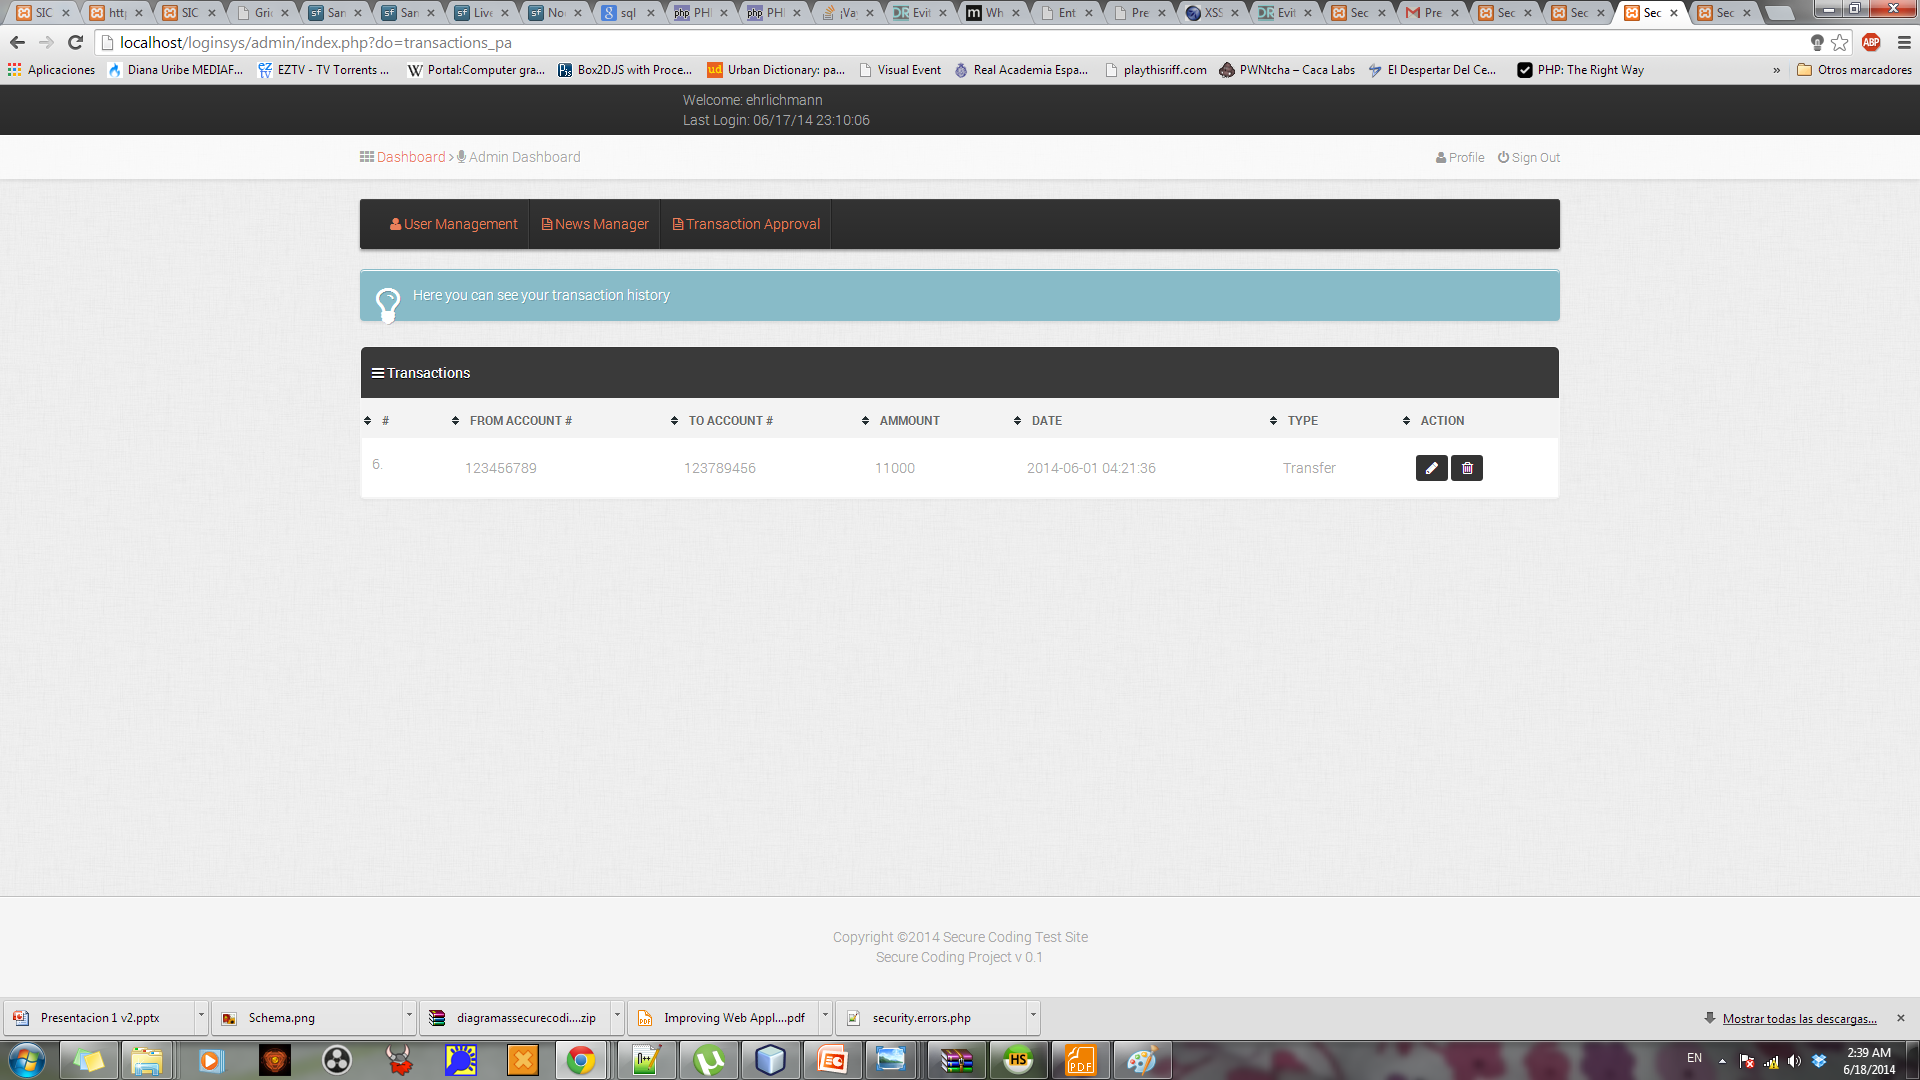 SIC
htt
SIC
Gri
San
San
Live
No
sql
PH
PH
¡Va
Evit
Wh
Ent
Pre
XSS
Evit
Sec
Pre
Sec
Sec
Sec
Sec
localhost/loginsys/admin/index.php?do=transactions_pa
ABP
Aplicaciones
Diana Uribe MEDIAF...
EZTV - TV Torrents ...
Portal:Computer gra...
Box2D.JS with Proce...
Urban Dictionary: pa...
Visual Event
Real Academia Espa...
playthisriff.com
PWNtcha – Caca Labs
El Despertar Del Ce...
PHP: The Right Way
»
Otros marcadores
Welcome: ehrlichmann
Last Login: 06/17/14 23:10:06
Dashboard › Admin Dashboard
Profile
Sign Out
User Management
News Manager
Transaction Approval
Here you can see your transaction history
Transactions
# FROM ACCOUNT # TO ACCOUNT # AMMOUNT DATE TYPE ACTION
6. 123456789 123789456 11000 2014-06-01 04:21:36 Transfer
Copyright ©2014 Secure Coding Test Site
Secure Coding Project v 0.1
Presentacion 1 v2.pptx
Schema.png
diagramassecurecodi....zip
Improving Web Appl....pdf
security.errors.php
Mostrar todas las descargas...
EN
2:39 AM
6/18/2014